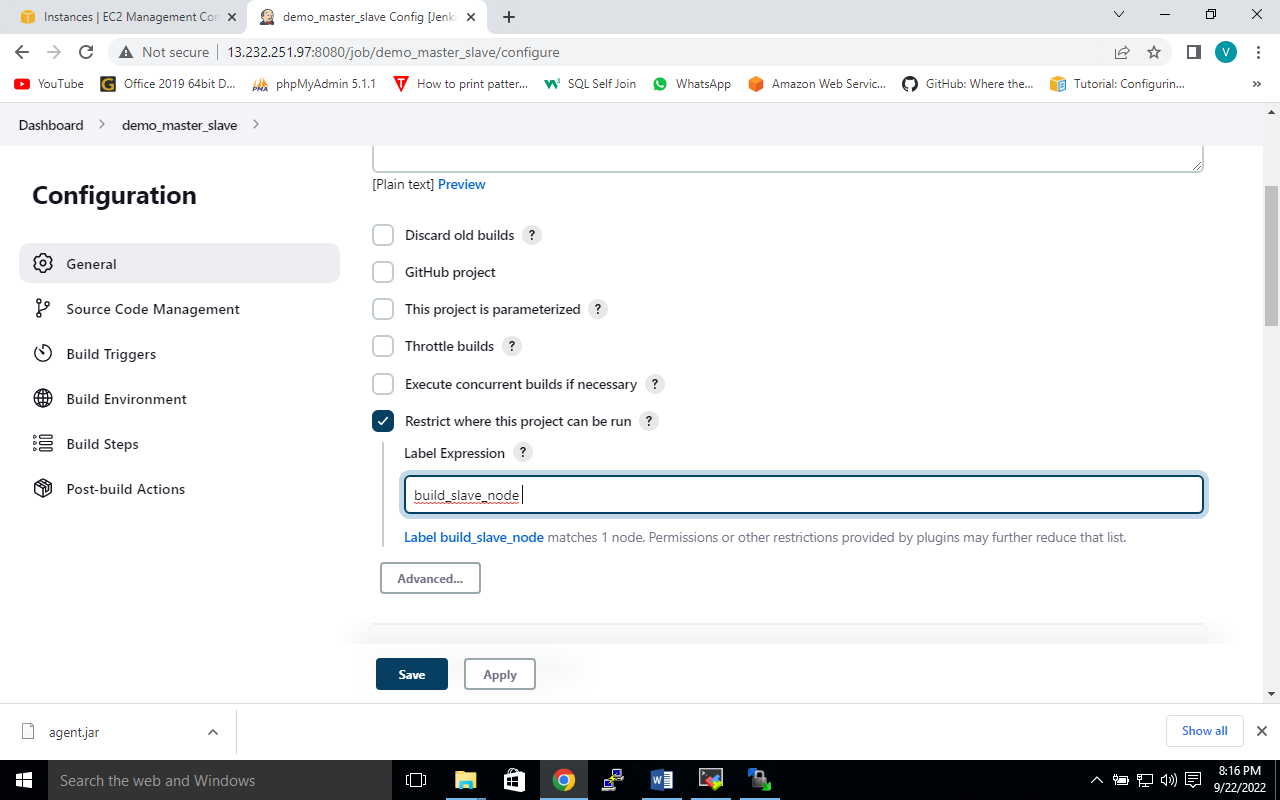 Instances | EC2 Management Con
demo_master_slave Config [Jenki
Not secure
13.232.251.97:8080/job/demo_master_slave/configure
V
YouTube
Office 2019 64bit D...
phpMyAdmin 5.1.1
How to print patter...
SQL Self Join
WhatsApp
Amazon Web Servic...
GitHub: Where the...
Tutorial: Configurin...
»
Dashboard
demo_master_slave
Configuration
General
Source Code Management
Build Triggers
Build Environment
Build Steps
Post-build Actions
[Plain text] Preview
Discard old builds ?
GitHub project
This project is parameterized ?
Throttle builds ?
Execute concurrent builds if necessary ?
Restrict where this project can be run ?
Label Expression ?
build_slave_node
Label build_slave_node matches 1 node. Permissions or other restrictions provided by plugins may further reduce that list.
Advanced...
Save
Apply
agent.jar
Show all
Search the web and Windows
8:16 PM
9/22/2022